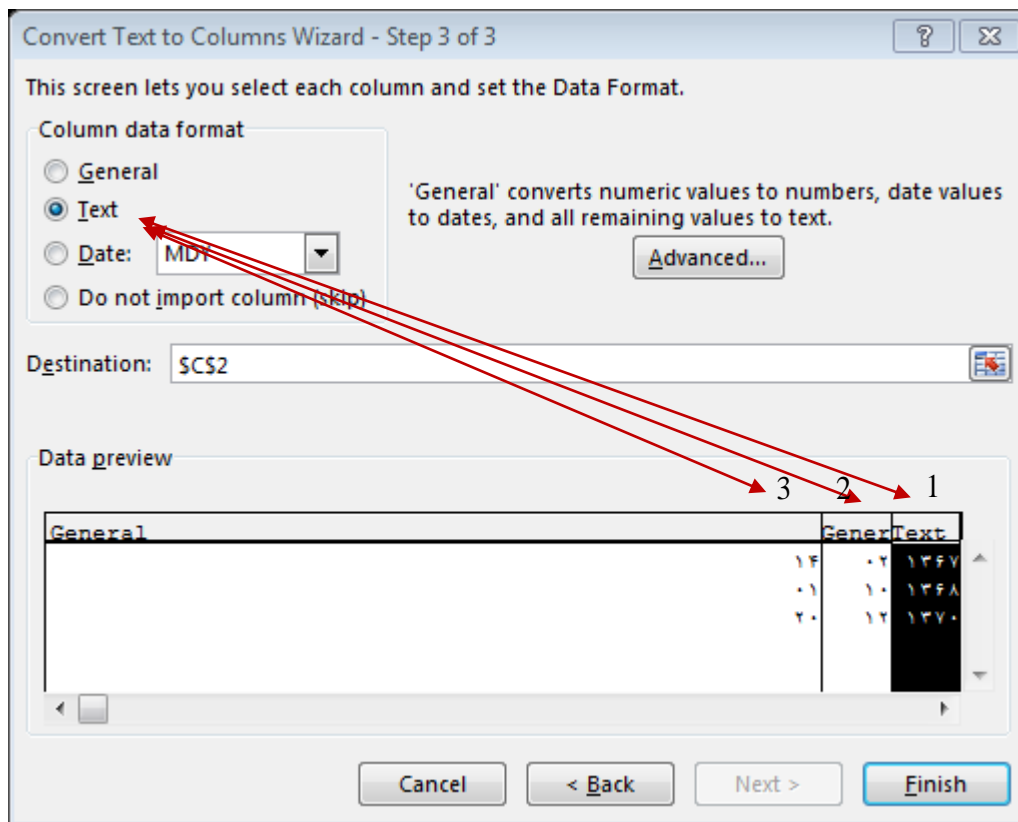 Convert Text to Columns Wizard - Step 3 of 3
This screen lets you select each column and set the Data Format.
Column data format
General
Text
Date: MDY
Do not import column (skip)
'General' converts numeric values to numbers, date values
to dates, and all remaining values to text.
Advanced...
Destination: $C$2
Data preview
3 2 1
General Gener Text
۱۴ ۰۲ ۱۳۶۷
۰۱ ۱۰ ۱۳۶۸
۲۰ ۱۲ ۱۳۷۰
Cancel < Back Next > Finish